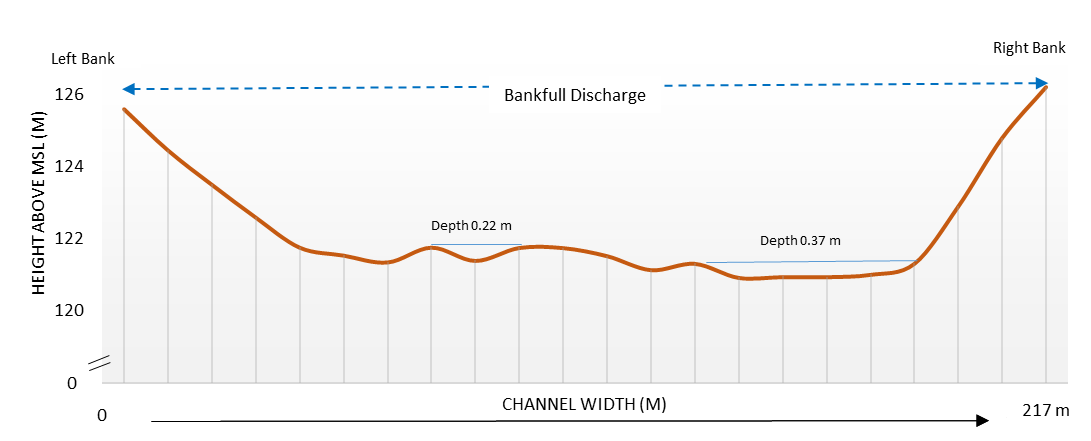 Right Bank
Left Bank
Bankfull Discharge
126
124
122
120
0
HEIGHT ABOVE MSL (M)
Depth 0.22 m
Depth 0.37 m
CHANNEL WIDTH (M)
0
217 m